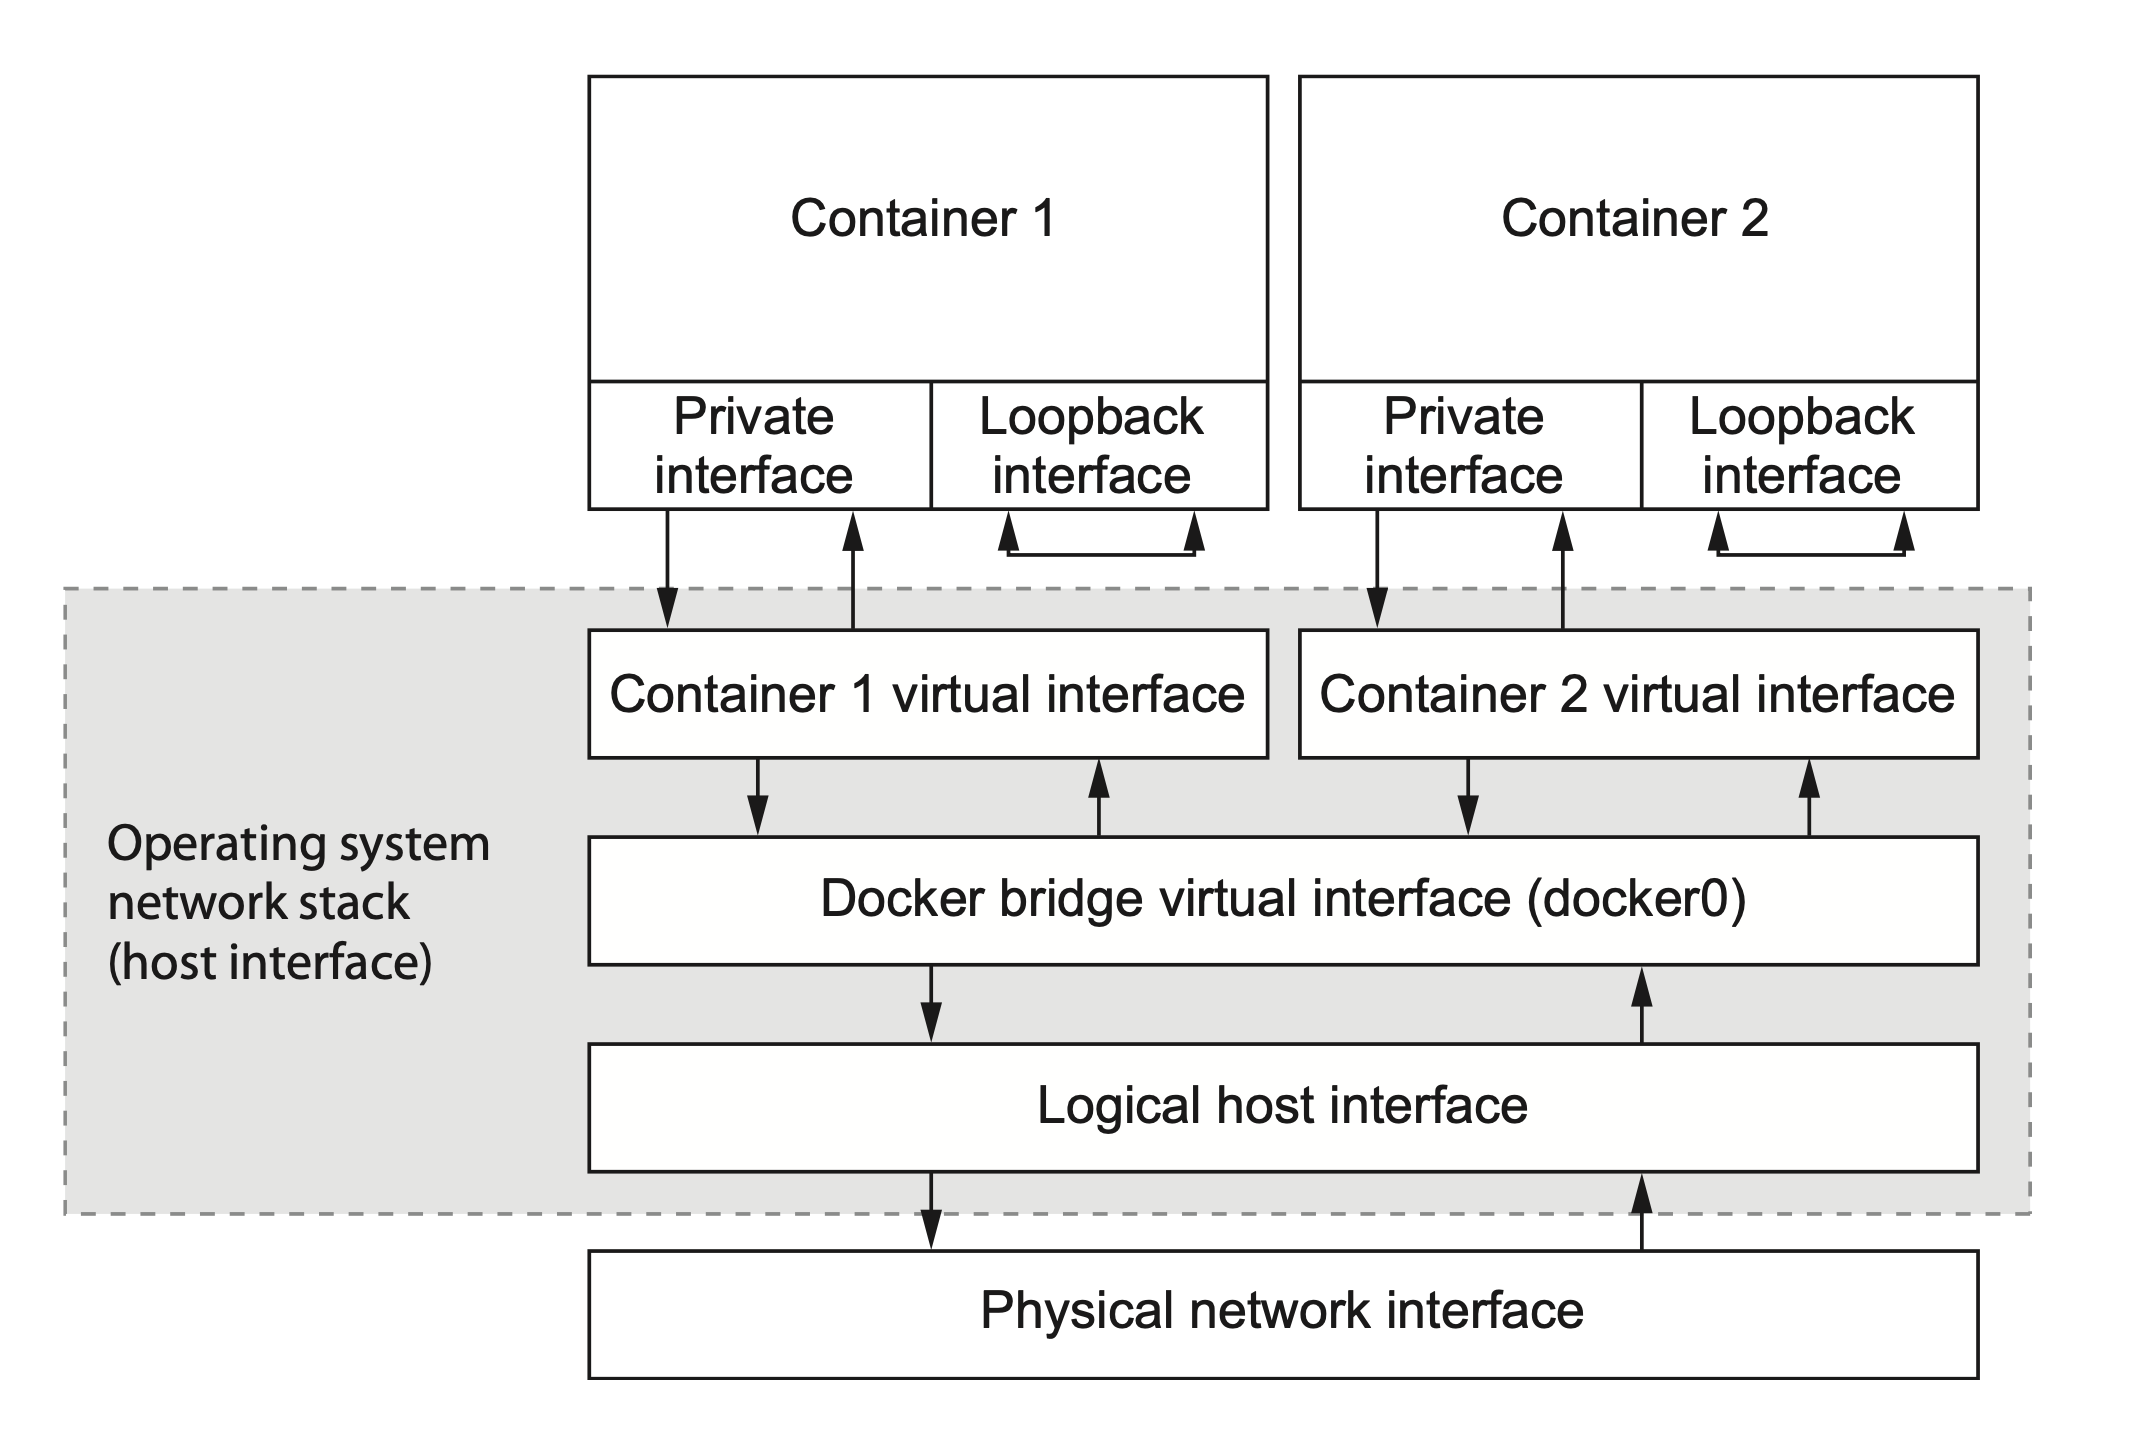 Container 1
Container 2
Private
interface
Loopback
interface
Private
interface
Loopback
interface
Container 1 virtual interface
Container 2 virtual interface
Operating system
network stack
(host interface)
Docker bridge virtual interface (docker0)
Logical host interface
Physical network interface